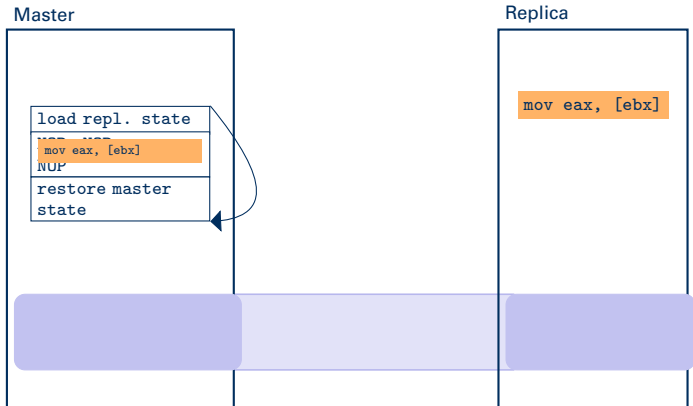 Master
Replica
load repl. state
mov eax, [ebx]
mov eax, [ebx]
NOP
restore master
state